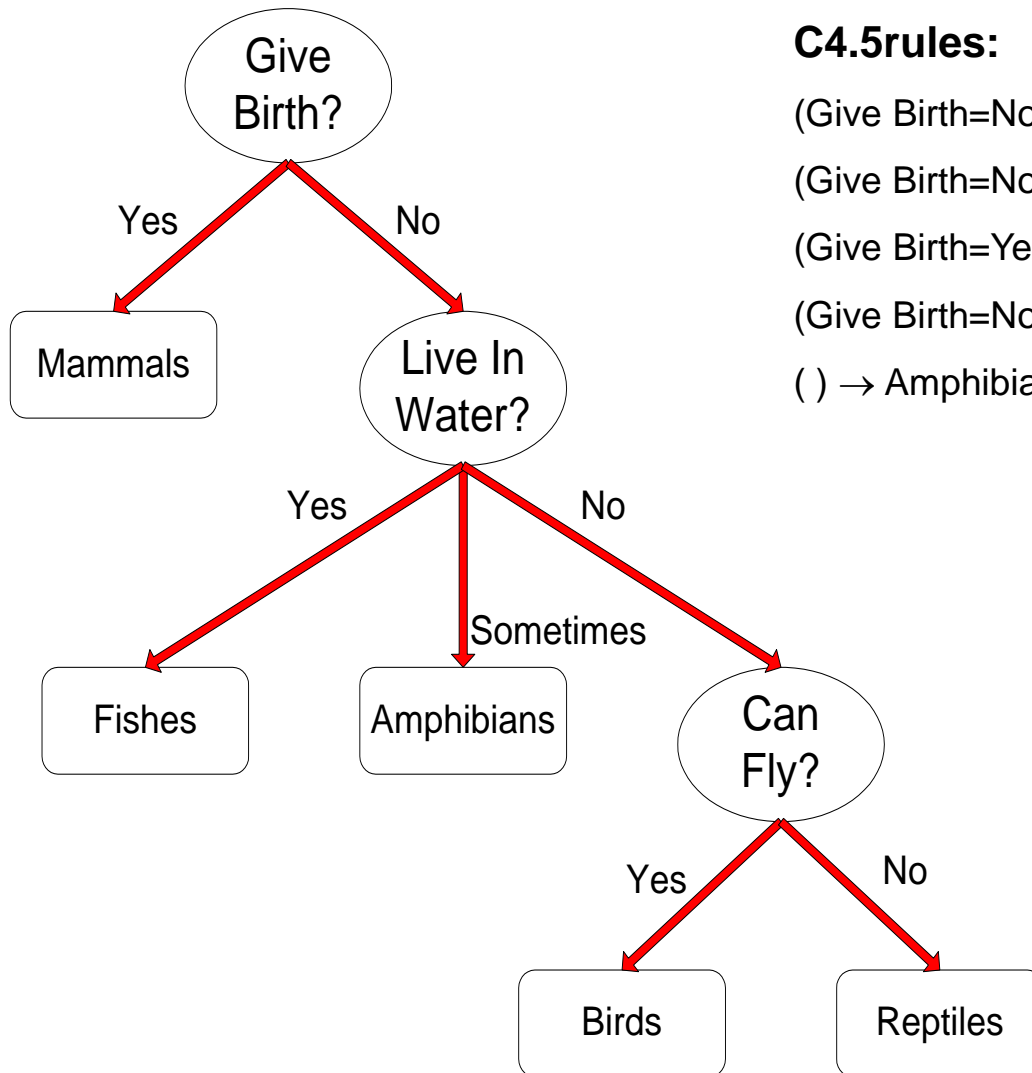 Give
Birth?
Yes
No
Mammals
Live In
Water?
Yes
Sometimes
No
Fishes
Amphibians
Can
Fly?
Yes
No
Birds
Reptiles
C4.5rules:
(Give Birth=No
(Give Birth=No
(Give Birth=Ye
(Give Birth=No
( ) → Amphibia